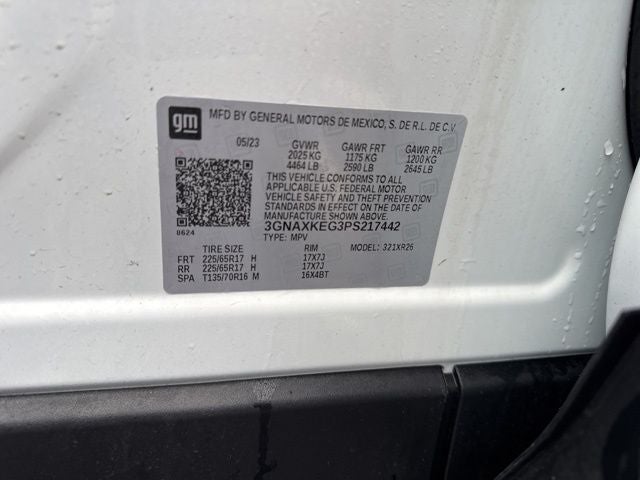 gm MFD BY GENERAL MOTORS DE MEXICO, S. DE R.L. DE C.V.
05/23 GVWR GAWR FRT GAWR RR
2025 KG 1175 KG 1200 KG
4464 LB 2590 LB 2645 LB
THIS VEHICLE CONFORMS TO ALL
APPLICABLE U.S. FEDERAL MOTOR
VEHICLE SAFETY AND THEFT PREVENTION
STANDARDS IN EFFECT ON THE DATE OF
MANUFACTURE SHOWN ABOVE.
3GNAXKEG3PS217442
0624 TYPE: MPV MODEL: 321XR26
TIRE SIZE RIM
FRT 225/65R17 H 17X7J
RR 225/65R17 H 17X7J
SPA T135/70R16 M 16X4BT